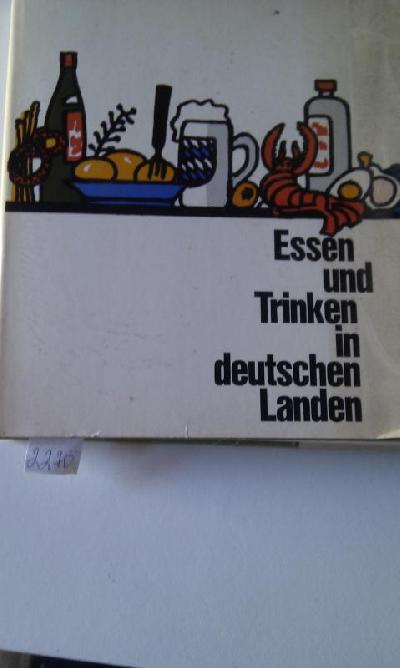 Essen
und
Trinken
in
deutschen
Landen